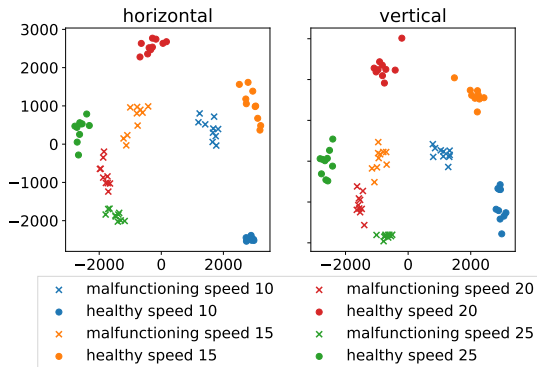 horizontal vertical
3000
2000
1000
0
−1000
−2000
−2000 0 2000 −2000 0 2000
malfunctioning speed 10 malfunctioning speed 20
healthy speed 10 healthy speed 20
malfunctioning speed 15 malfunctioning speed 25
healthy speed 15 healthy speed 25